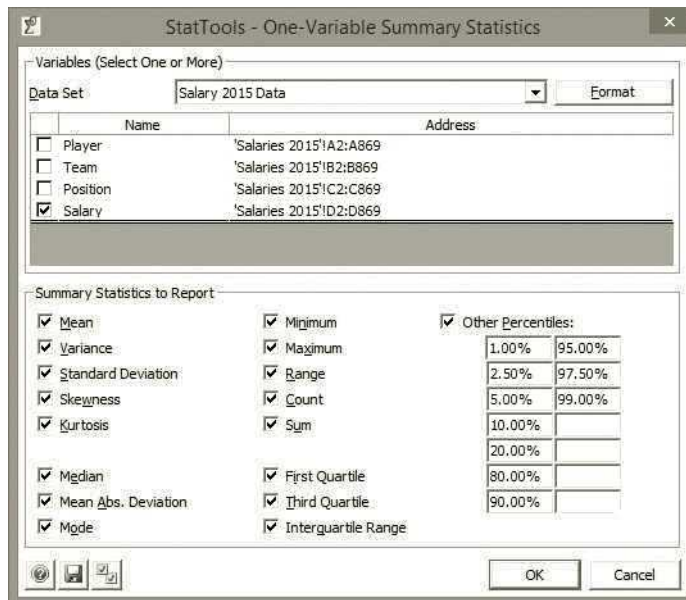 StatTools - One-Variable Summary Statistics
×
Variables (Select One or More)
Data Set Salary 2015 Data Format
Name Address
Player 'Salaries 2015'!A2:A869
Team 'Salaries 2015'!B2:B869
Position 'Salaries 2015'!C2:C869
Salary 'Salaries 2015'!D2:D869
Summary Statistics to Report
Mean Minimum Other Percentiles:
Variance Maximum 1.00% 95.00%
Standard Deviation Range 2.50% 97.50%
Skewness Count 5.00% 99.00%
Kurtosis Sum 10.00%
20.00%
Median First Quartile 80.00%
Mean Abs. Deviation Third Quartile 90.00%
Mode Interquartile Range
OK Cancel